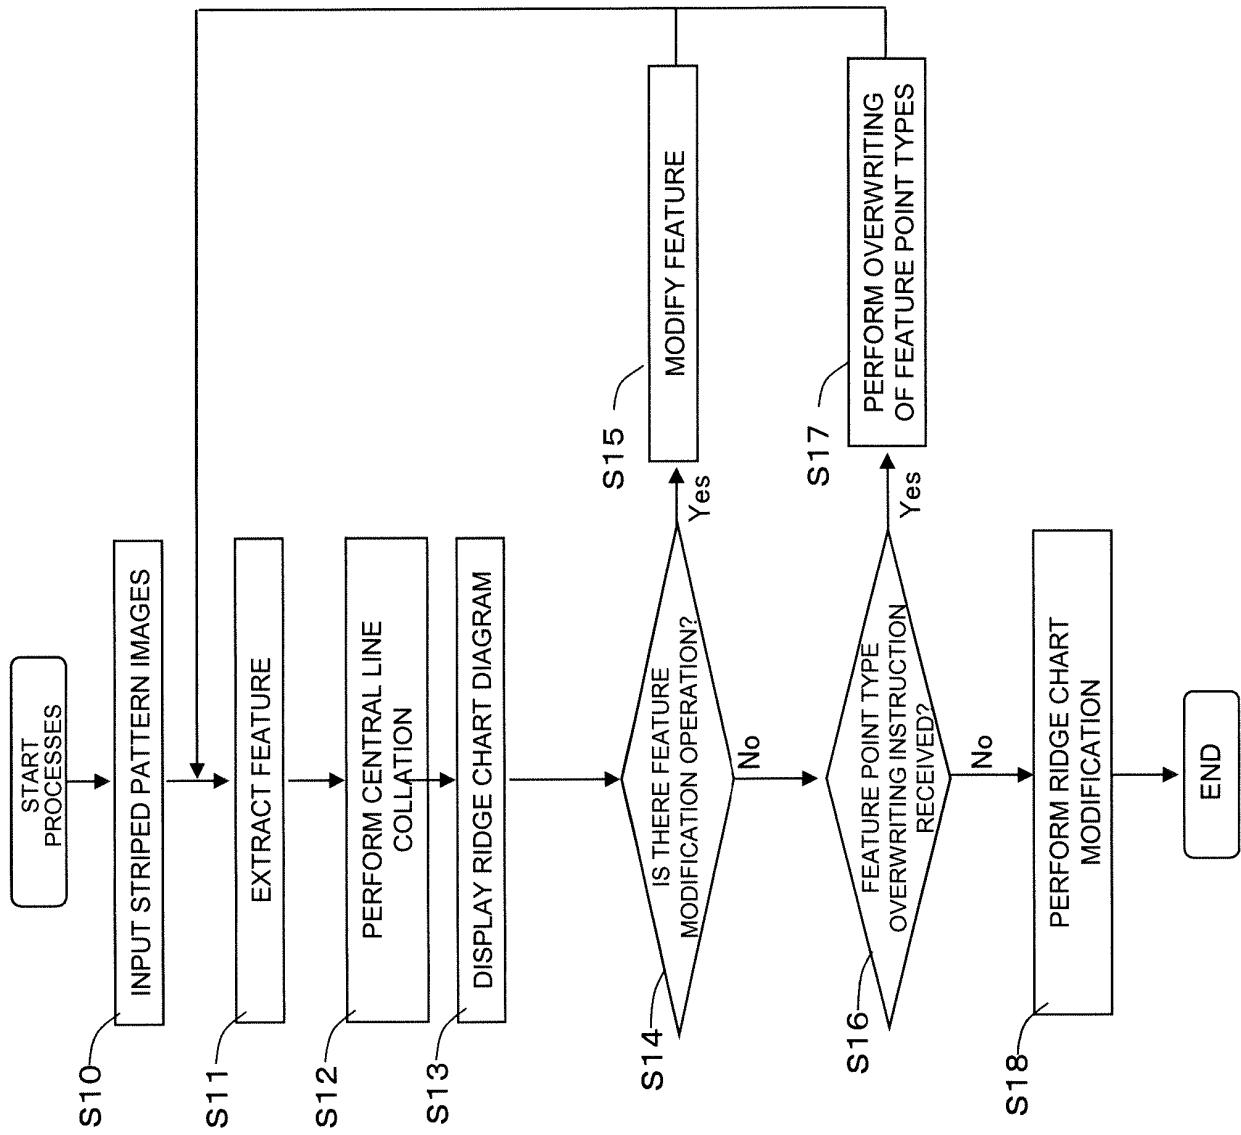 START
PROCESSES
S10
INPUT STRIPED PATTERN IMAGES
S11
EXTRACT FEATURE
S12
PERFORM CENTRAL LINE
COLLATION
S13
DISPLAY RIDGE CHART DIAGRAM
S14
IS THERE FEATURE
MODIFICATION OPERATION?
Yes
No
S15
MODIFY FEATURE
S16
FEATURE POINT TYPE
OVERWRITING INSTRUCTION
RECEIVED?
Yes
No
S17
PERFORM OVERWRITING
OF FEATURE POINT TYPES
S18
PERFORM RIDGE CHART
MODIFICATION
END